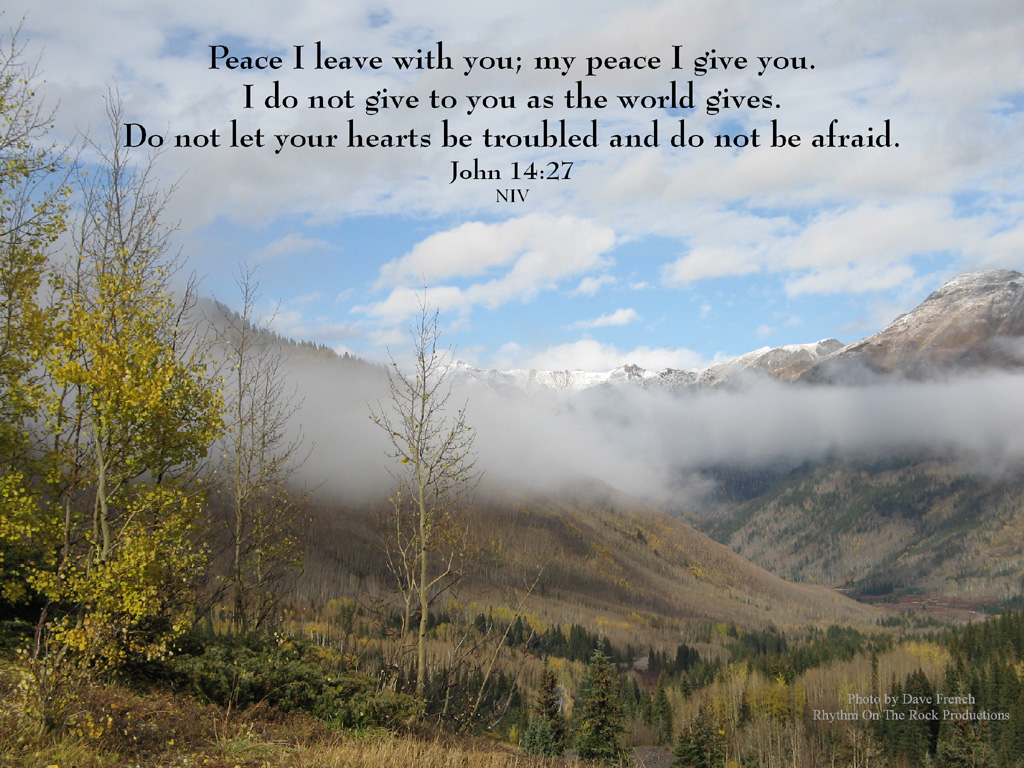 Peace I leave with you; my peace I give you.
I do not give to you as the world gives.
Do not let your hearts be troubled and do not be afraid.
John 14:27
NIV
Photo by Dave French
Rhythm On The Rock Productions